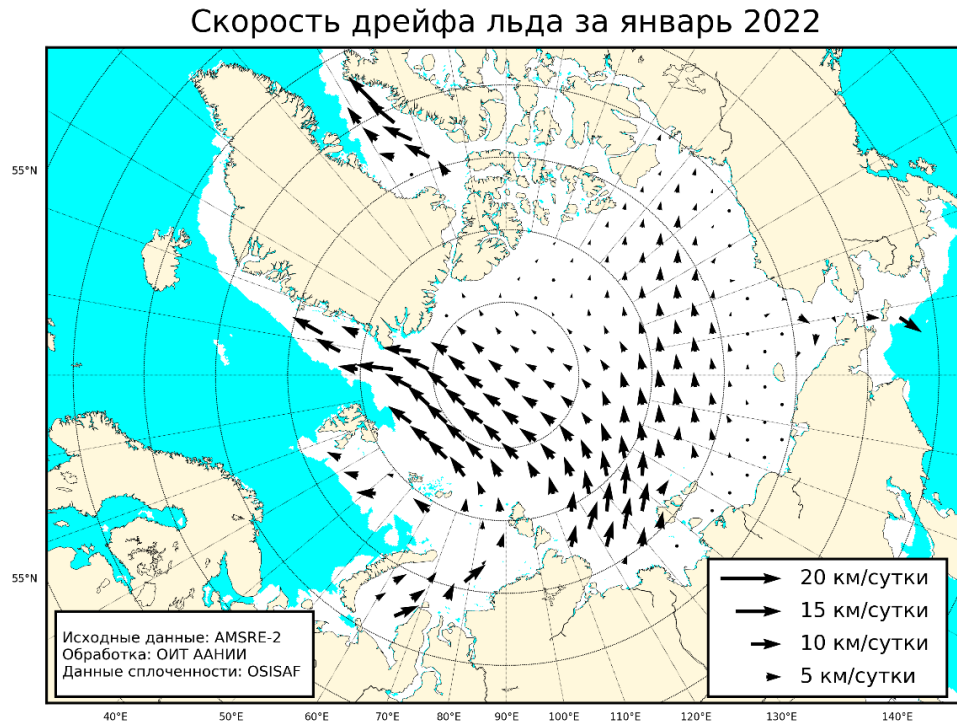 Скорость дрейфа льда за январь 2022
55°N
55°N
20 км/сутки
15 км/сутки
10 км/сутки
5 км/сутки
Исходные данные: AMSRE-2
Обработка: ОИТ ААНИИ
Данные сплоченности: OSISAF
40°E 50°E 60°E 70°E 80°E 90°E 100°E 110°E 120°E 130°E 140°E